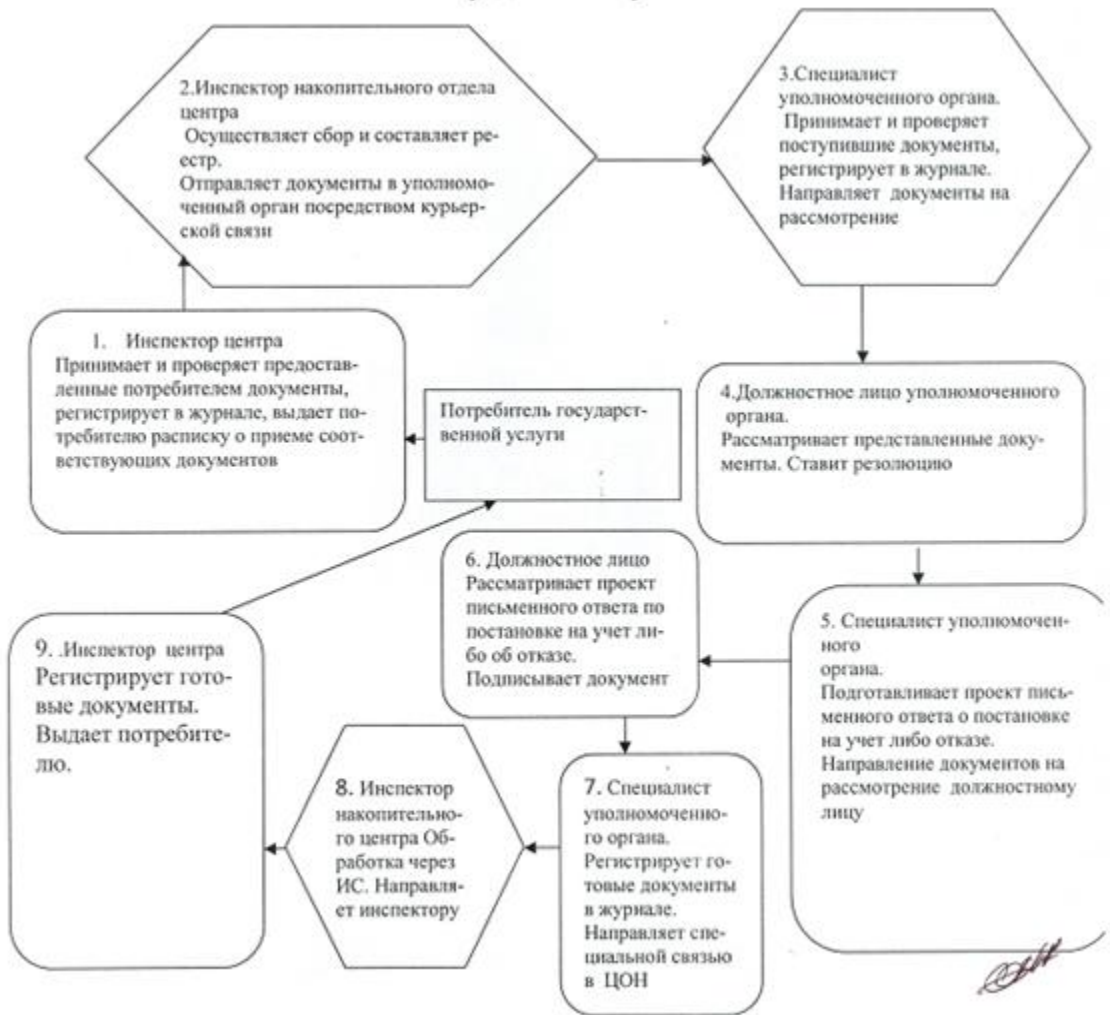 2.Инспектор накопительного отдела
центра
Осуществляет сбор и составляет ре-
естр.
Отправляет документы в уполномо-
ченный орган посредством курьер-
ской связи
3.Специалист
уполномоченного органа.
Принимает и проверяет
поступившие документы,
регистрирует в журнале.
Направляет документы на
рассмотрение
1. Инспектор центра
Принимает и проверяет предостав-
ленные потребителем документы,
регистрирует в журнале, выдает по-
требителю расписку о приеме соот-
ветствующих документов
Потребитель государст-
венной услуги
4.Должностное лицо уполномоченного
органа.
Рассматривает представленные доку-
менты. Ставит резолюцию
6. Должностное лицо
Рассматривает проект
письменного ответа по
постановке на учет ли-
бо об отказе.
Подписывает документ
5. Специалист уполномочен-
ного
органа.
Подготавливает проект пись-
менного ответа о постановке
на учет либо отказе.
Направление документов на
рассмотрение должностному
лицу
9. .Инспектор центра
Регистрирует гото-
вые документы.
Выдает потребите-
лю.
8. Инспектор
накопительно-
го центра Об-
работка через
ИС. Направля-
ет инспектору
7. Специалист
уполномоченно-
го органа.
Регистрирует го-
товые документы
в журнале.
Направляет спе-
циальной связью
в ЦОН